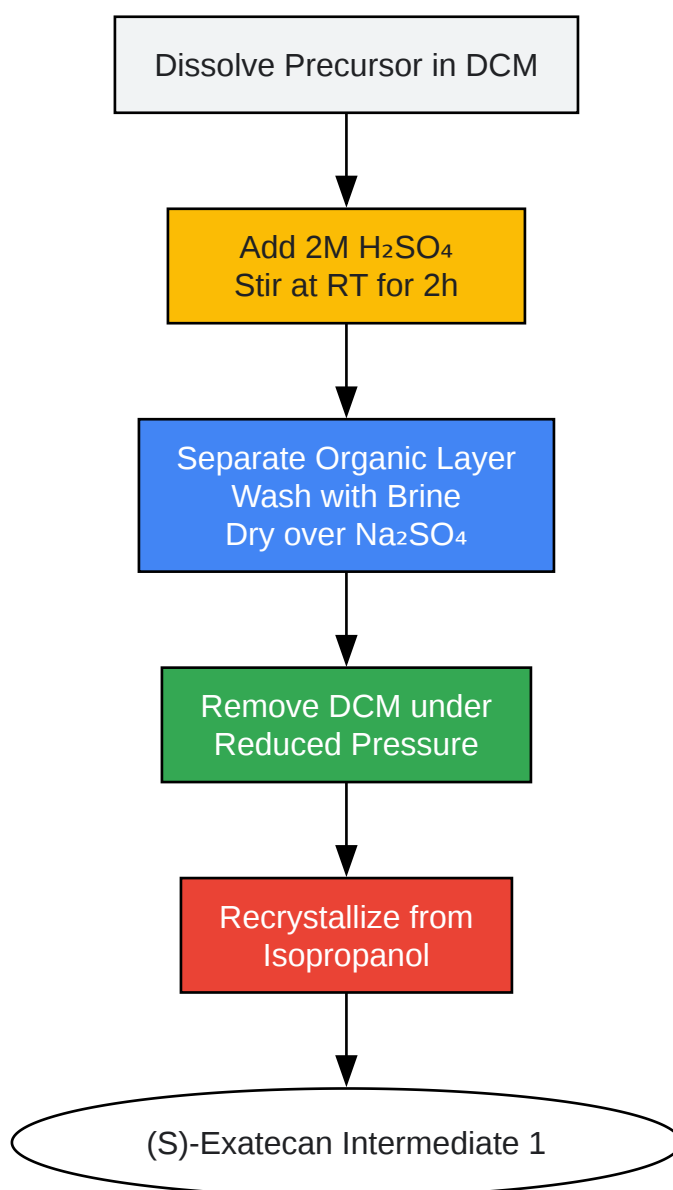 Dissolve Precursor in DCM
Add 2M H₂SO₄
Stir at RT for 2h
Separate Organic Layer
Wash with Brine
Dry over Na₂SO₄
Remove DCM under
Reduced Pressure
Recrystallize from
Isopropanol
(S)-Exatecan Intermediate 1